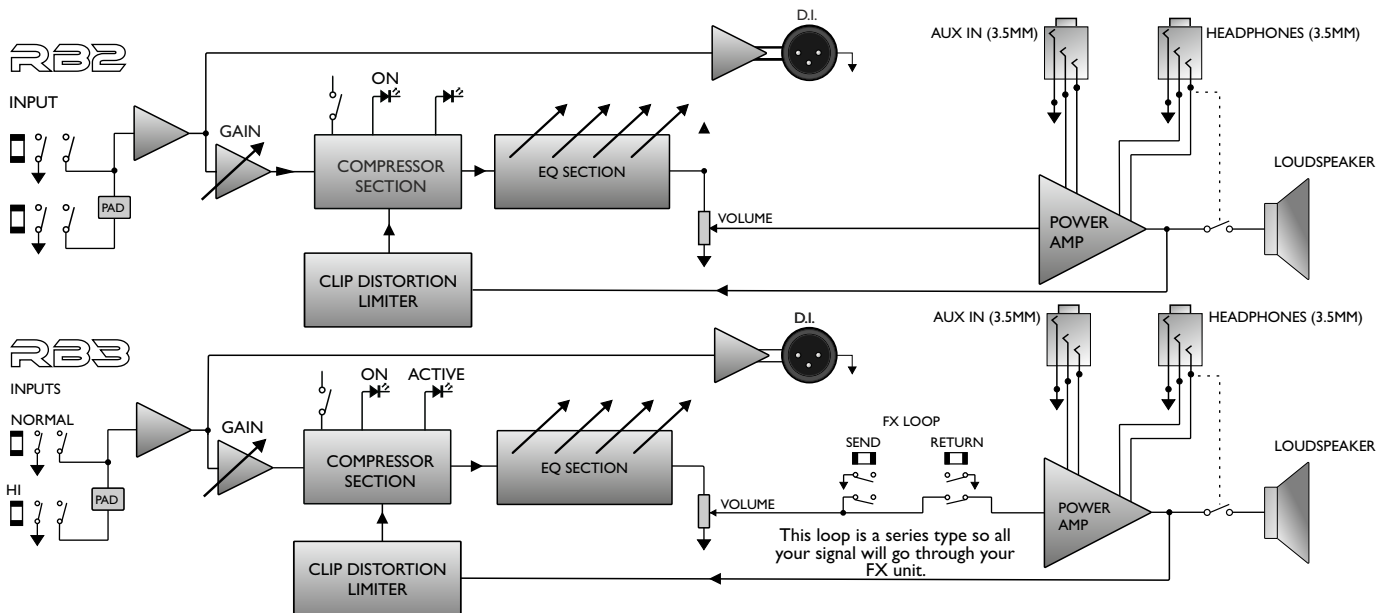 D.I.
AUX IN (3.5MM)
HEADPHONES (3.5MM)
RB2
INPUT
ON
GAIN
COMPRESSOR
SECTION
EQ SECTION
PAD
VOLUME
POWER
AMP
LOUDSPEAKER
CLIP DISTORTION
LIMITER
D.I.
AUX IN (3.5MM)
HEADPHONES (3.5MM)
RB3
INPUTS
ON
ACTIVE
NORMAL
GAIN
FX LOOP
SEND
RETURN
LOUDSPEAKER
COMPRESSOR
SECTION
EQ SECTION
HI
PAD
VOLUME
POWER
AMP
This loop is a series type so all
your signal will go through your
FX unit.
CLIP DISTORTION
LIMITER